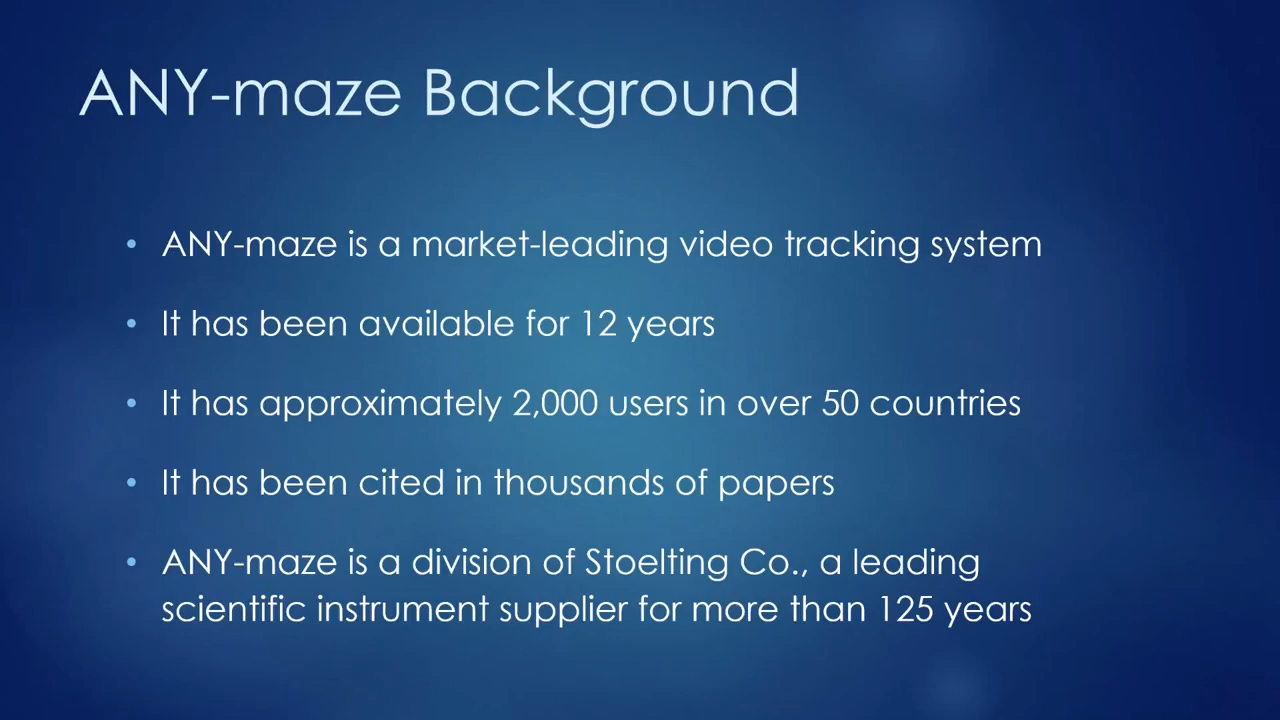 ANY-maze Background
• ANY-maze is a market-leading video tracking system
• It has been available for 12 years
• It has approximately 2,000 users in over 50 countries
• It has been cited in thousands of papers
• ANY-maze is a division of Stoelting Co., a leading
scientific instrument supplier for more than 125 years